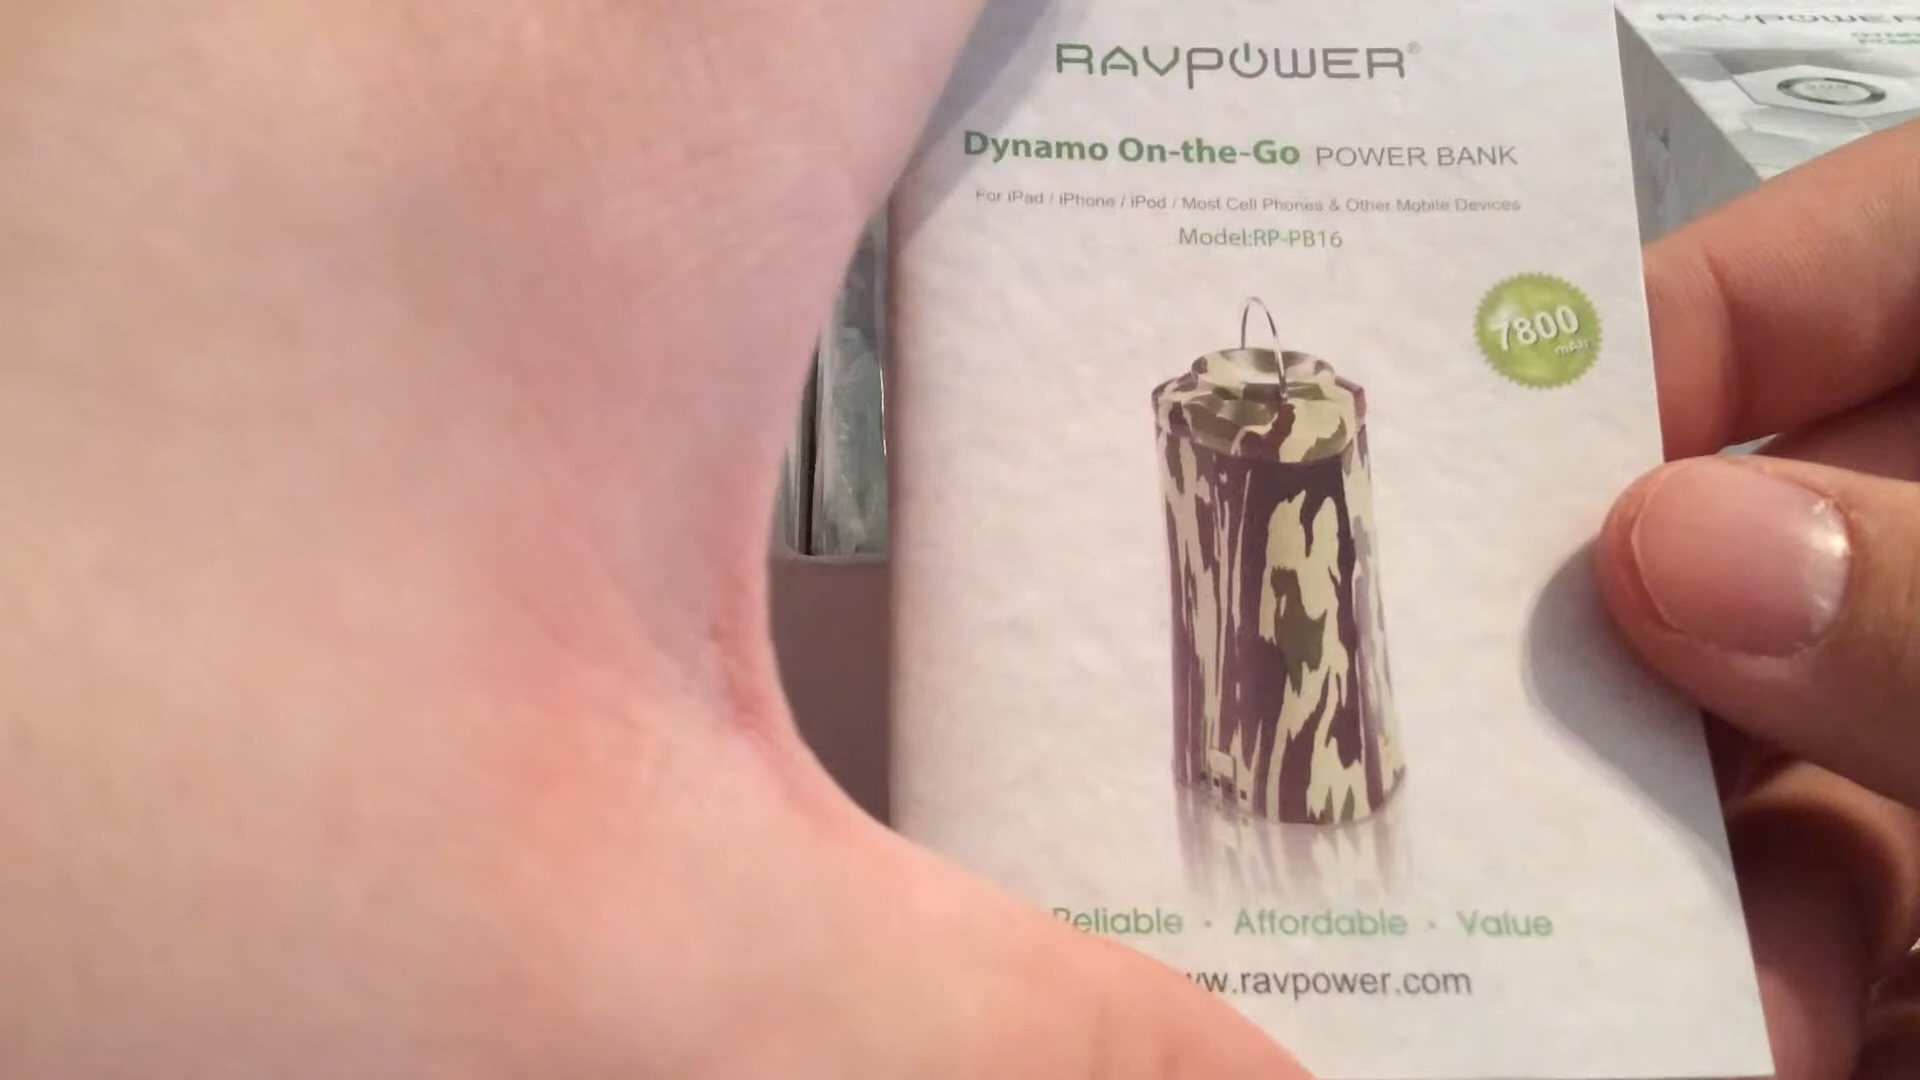 RAVPOWER®
RAVPOWER
Dynamo On-the-Go POWER BANK
For iPad / iPhone / iPod / Most Cell Phones & Other Mobile Devices
Model:RP-PB16
7800
mAh
Reliable · Affordable · Value
w.ravpower.com